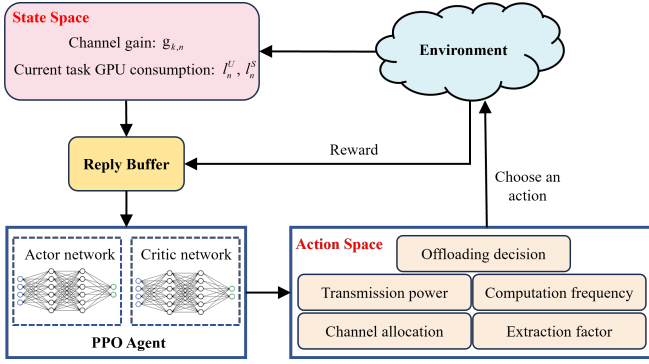 State Space
Channel gain: g_{k,n}
Current task GPU consumption: l_n^U, l_n^S
Environment
Reply Buffer
Reward
Choose an
action
Actor network
Critic network
PPO Agent
Action Space
Offloading decision
Transmission power
Computation frequency
Channel allocation
Extraction factor